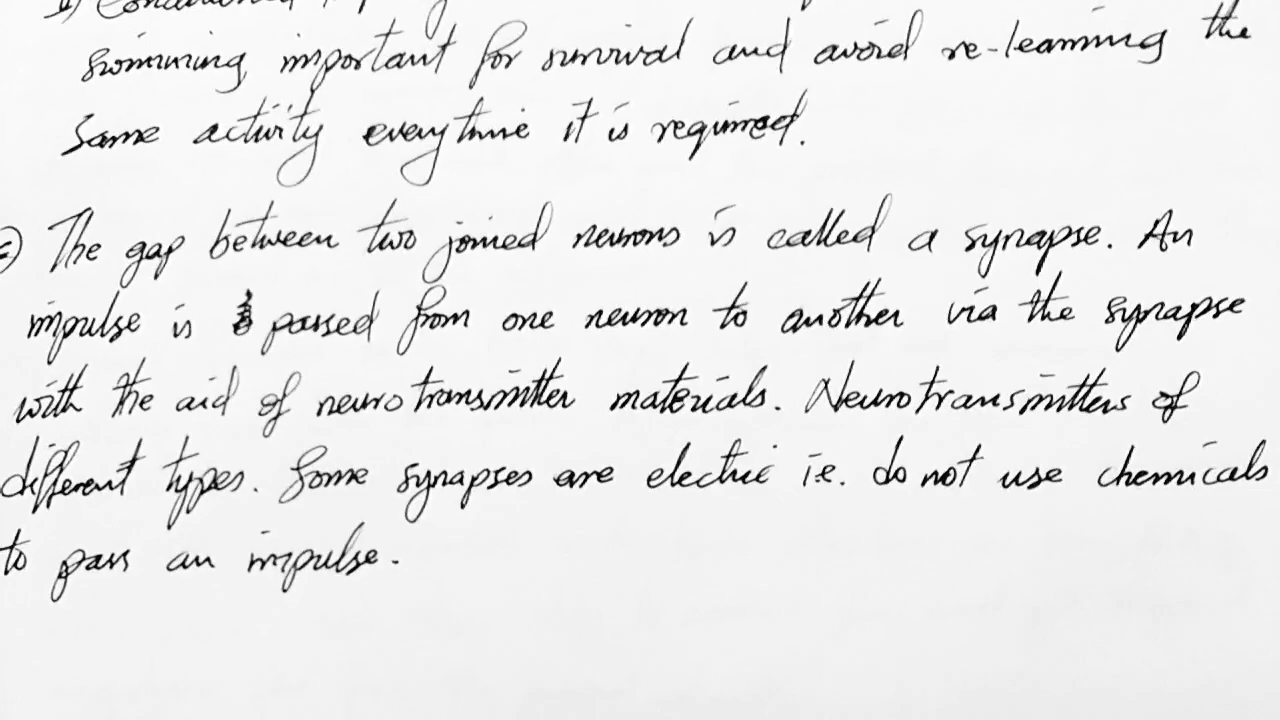 swimming important for survival and avoid re-learning the
Same activity everytime it is required.
The gap between two joined neurons is called a synapse. An
impulse is passed from one neuron to another via the synapse
with the aid of neurotransmitter materials. Neurotransmitters of
different types. Some synapses are electric i.e. do not use chemicals
to pass an impulse.